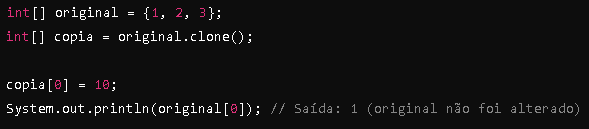 int[] original = {1, 2, 3};
int[] copia = original.clone();
copia[0] = 10;
System.out.println(original[0]); // Saída: 1 (original não foi alterado)